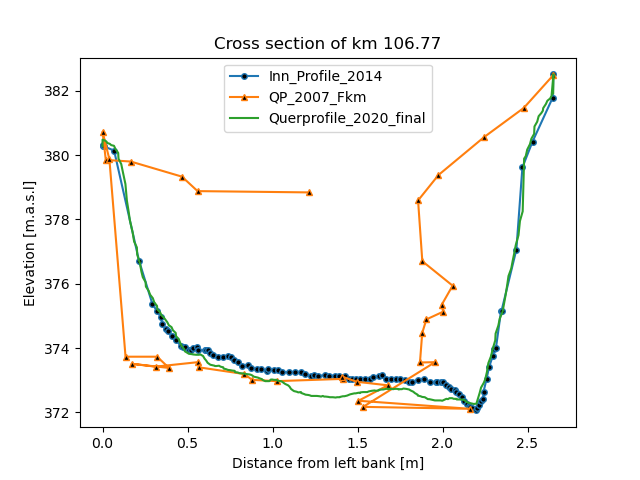 Cross section of km 106.77
Inn_Profile_2014
QP_2007_Fkm
Querprofile_2020_final
Elevation [m.a.s.l]
382
380
378
376
374
372
0.0 0.5 1.0 1.5 2.0 2.5
Distance from left bank [m]